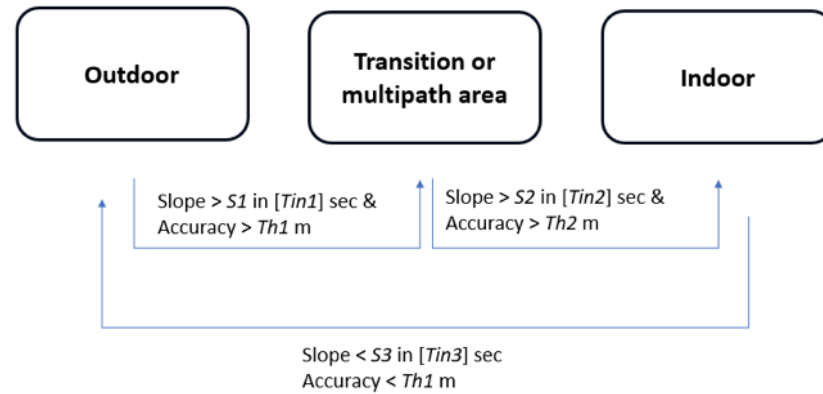 Outdoor
Transition or
multipath area
Indoor
Slope > S1 in [Tin1] sec &
Accuracy > Th1 m
Slope > S2 in [Tin2] sec &
Accuracy > Th2 m
Slope < S3 in [Tin3] sec
Accuracy < Th1 m